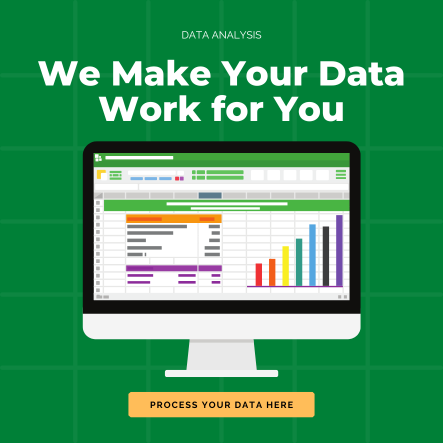 DATA ANALYSIS
We Make Your Data
Work for You
PROCESS YOUR DATA HERE